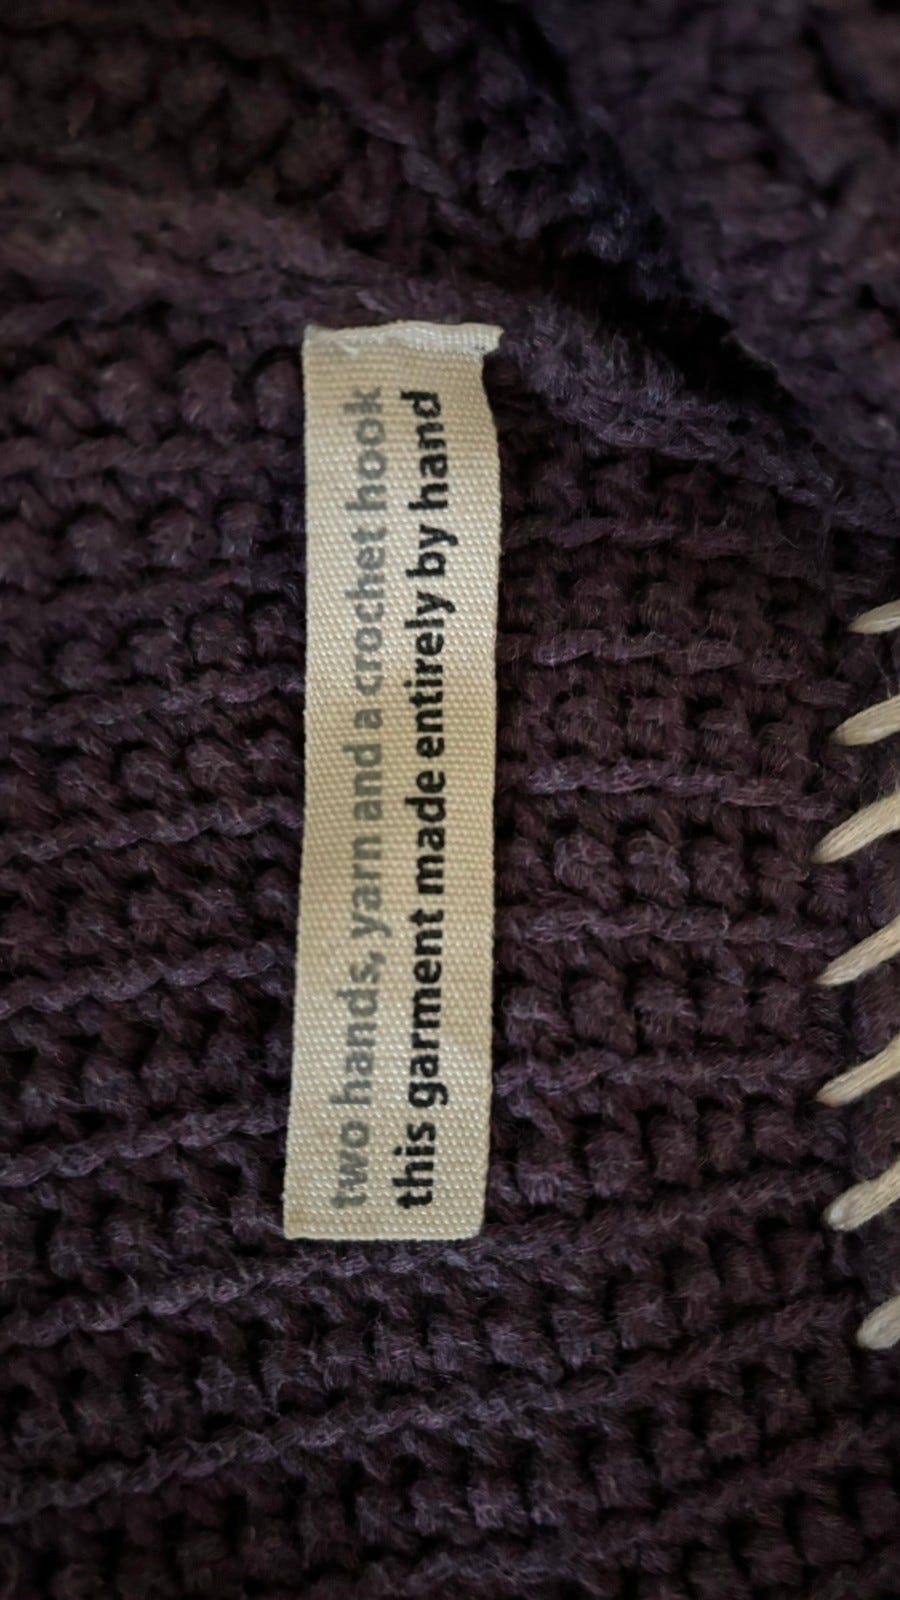 two hands, yarn and a crochet hook
this garment made entirely by hand